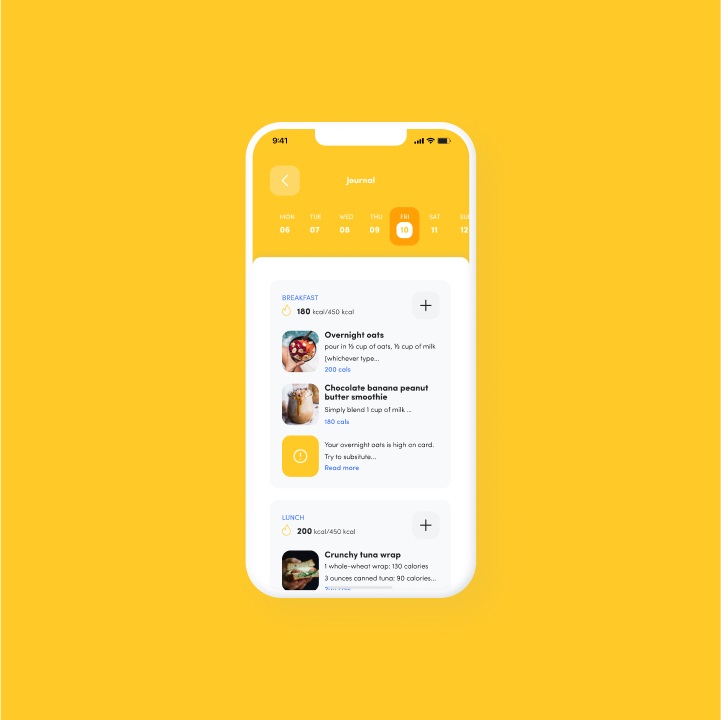 9:41
Journal
MON TUE WED THU FRI SAT SU
06 07 08 09 10 11 12
BREAKFAST
180 kcal/450 kcal
Overnight oats
pour in ⅓ cup of oats, ⅓ cup of milk
(whichever type...
200 cals
Chocolate banana peanut
butter smoothie
Simply blend 1 cup of milk ...
180 cals
Your overnight oats is high on card.
Try to subsitute...
Read more
LUNCH
200 kcal/450 kcal
Crunchy tuna wrap
1 whole-wheat wrap: 130 calories
3 ounces canned tuna: 90 calories...